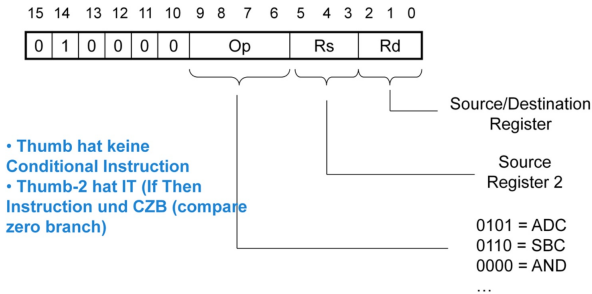 15 14 13 12 11 10 9 8 7 6 5 4 3 2 1 0
0 1 0 0 0 0 Op Rs Rd
Source/Destination
Register
• Thumb hat keine
Conditional Instruction
• Thumb-2 hat IT (If Then
Instruction und CZB (compare
zero branch)
Source
Register 2
0101 = ADC
0110 = SBC
0000 = AND
…